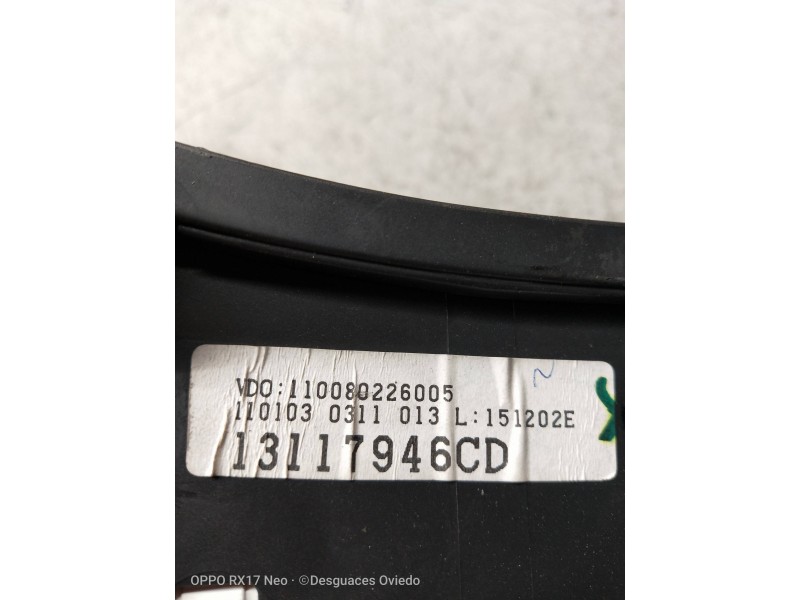 VDO:110080226005
110103 0311 013 L:151202E
13117946CD
OPPO RX17 Neo · ©Desguaces Oviedo